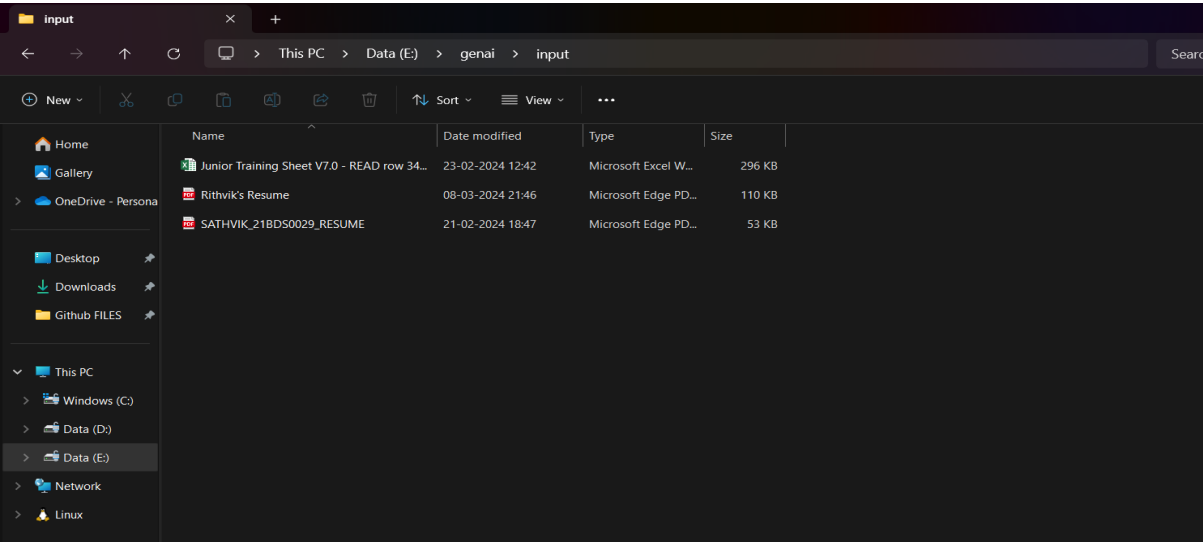 input
This PC > Data (E:) > genai > input
Searc
New
Sort
View
Name Date modified Type Size
Junior Training Sheet V7.0 - READ row 34... 23-02-2024 12:42 Microsoft Excel W... 296 KB
Rithvik's Resume 08-03-2024 21:46 Microsoft Edge PD... 110 KB
SATHVIK_21BDS0029_RESUME 21-02-2024 18:47 Microsoft Edge PD... 53 KB
Home
Gallery
OneDrive - Persona
Desktop
Downloads
Github FILES
This PC
Windows (C:)
Data (D:)
Data (E:)
Network
Linux